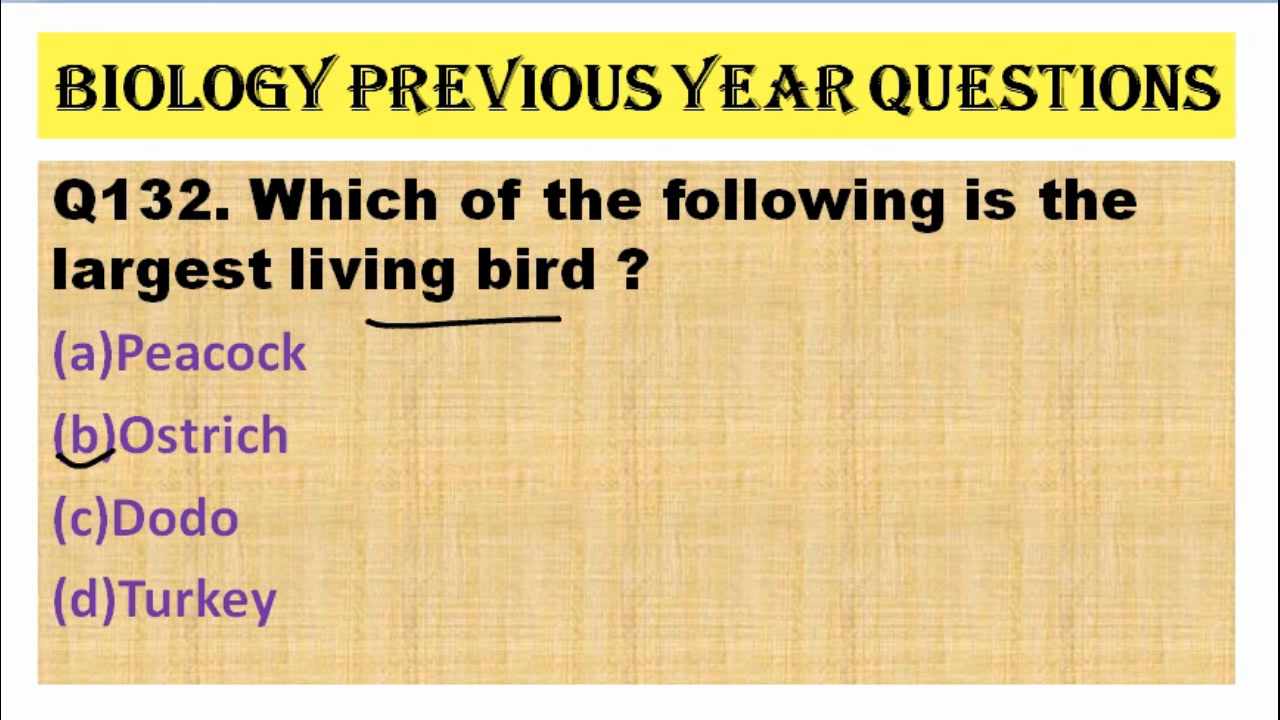 BIOLOGY PREVIOUS YEAR QUESTIONS
Q132. Which of the following is the
largest living bird ?
(a)Peacock
(b)Ostrich
(c)Dodo
(d)Turkey